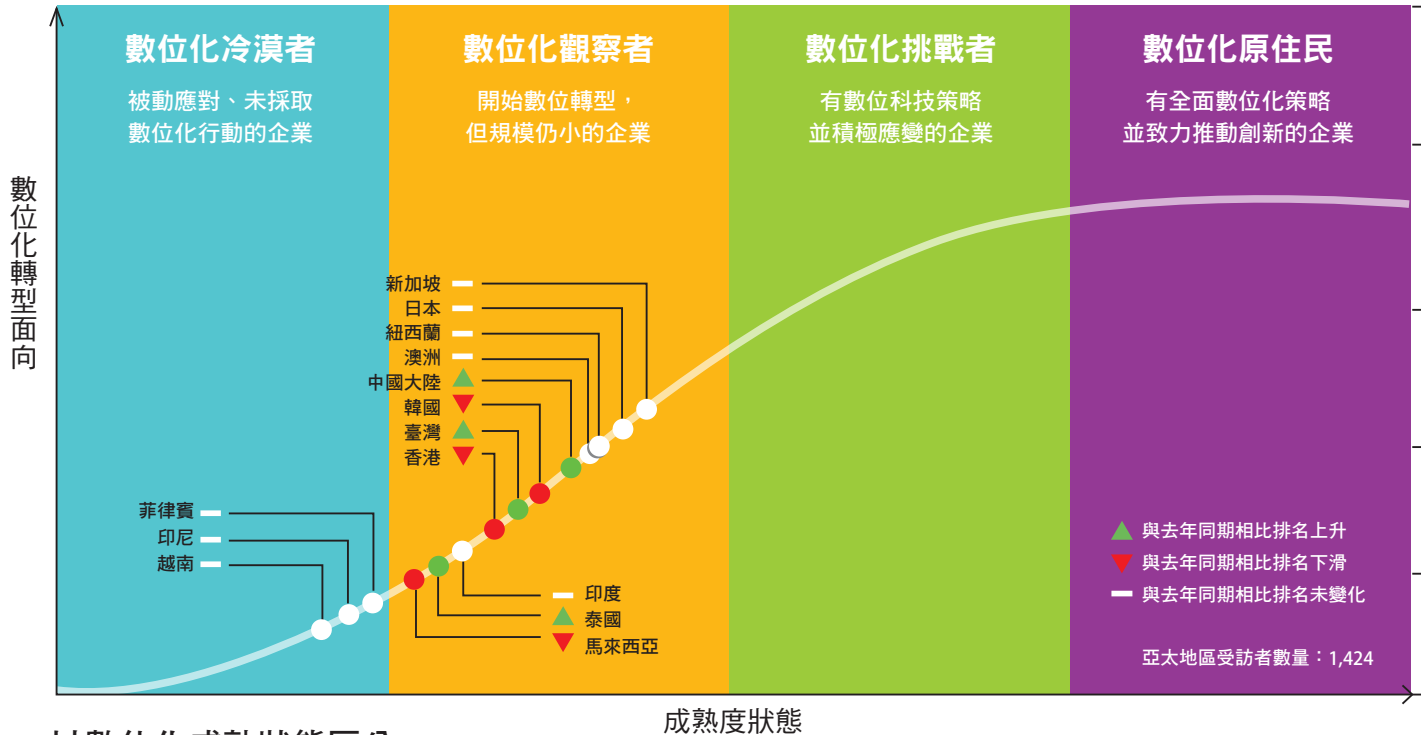 數位化冷漠者
被動應對、未採取
數位化行動的企業
數位化觀察者
開始數位轉型，
但規模仍小的企業
數位化挑戰者
有數位科技策略
並積極應變的企業
數位化原住民
有全面數位化策略
並致力推動創新的企業
數位化轉型面向
新加坡
日本
紐西蘭
澳洲
中國大陸
韓國
臺灣
香港
菲律賓
印尼
越南
印度
泰國
馬來西亞
與去年同期相比排名上升
與去年同期相比排名下滑
與去年同期相比排名未變化
亞太地區受訪者數量：1,424
成熟度狀態